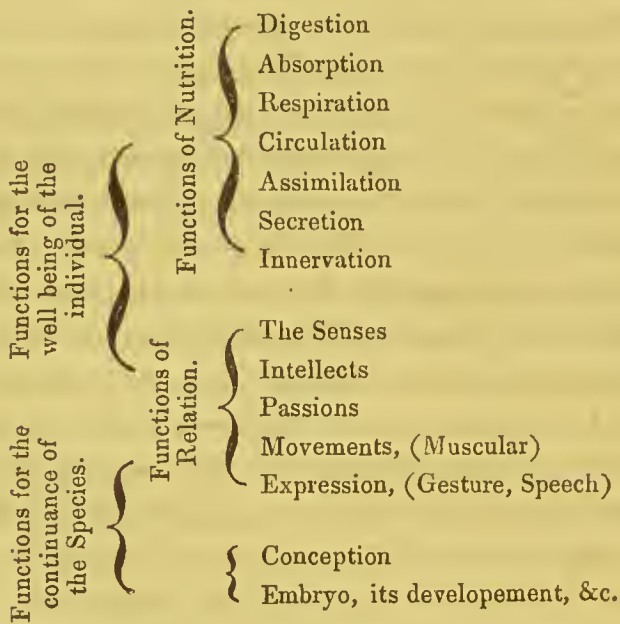 Functions for the
well being of the
individual.
Functions of Nutrition.
Digestion
Absorption
Respiration
Circulation
Assimilation
Secretion
Innervation
Functions of
Relation.
The Senses
Intellects
Passions
Movements, (Muscular)
Expression, (Gesture, Speech)
Functions for the
continuance of
the Species.
Conception
Embryo, its developement, &c.